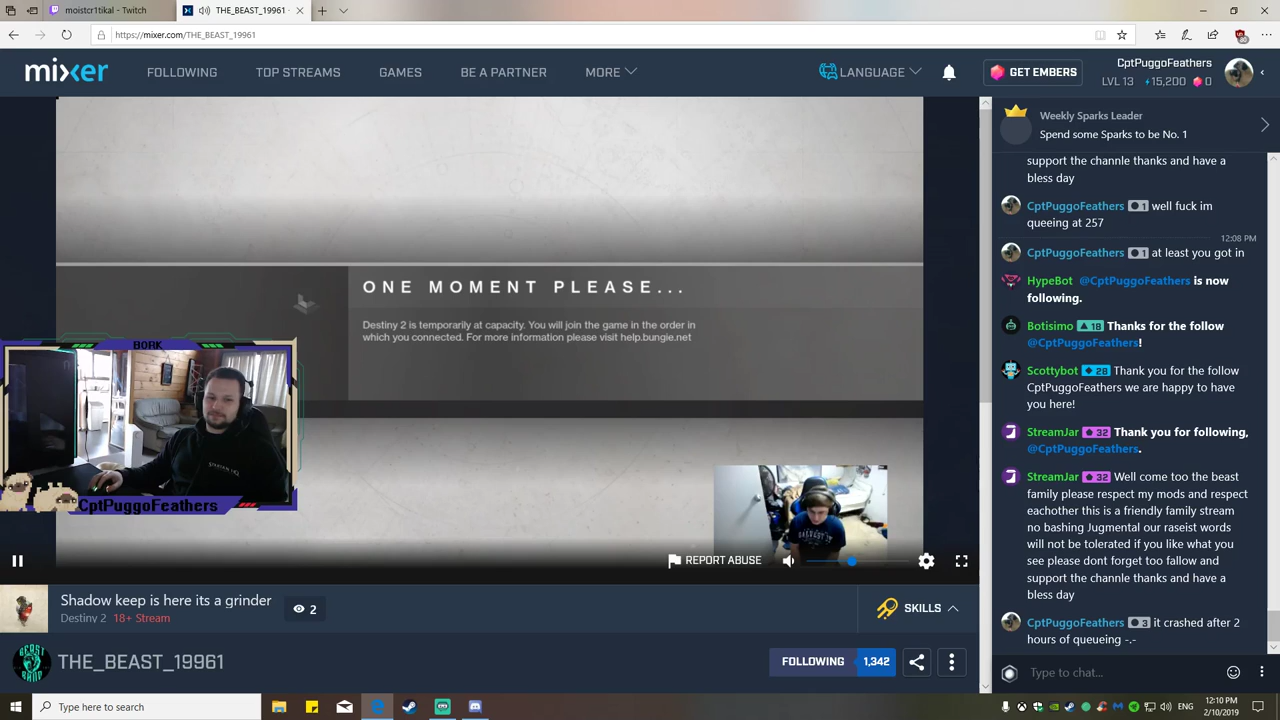 moistcr1tikal - Twitch
THE_BEAST_19961 -
https://mixer.com/THE_BEAST_19961
mixer
FOLLOWING
TOP STREAMS
GAMES
BE A PARTNER
MORE
LANGUAGE
GET EMBERS
CptPuggoFeathers
LVL 13
15,200
0
ONE MOMENT PLEASE...
Destiny 2 is temporarily at capacity. You will join the game in the order in
which you connected. For more information please visit help.bungie.net
BORK
CptPuggoFeathers
REPORT ABUSE
Shadow keep is here its a grinder
2
Destiny 2 18+ Stream
SKILLS
THE_BEAST_19961
FOLLOWING 1,342
Weekly Sparks Leader
Spend some Sparks to be No. 1
support the channle thanks and have a
bless day
CptPuggoFeathers 1 well fuck im
queeing at 257
12:08 PM
CptPuggoFeathers 1 at least you got in
HypeBot @CptPuggoFeathers is now
following.
Botisimo 18 Thanks for the follow
@CptPuggoFeathers!
Scottybot 28 Thank you for the follow
CptPuggoFeathers we are happy to have
you here!
StreamJar 32 Thank you for following,
@CptPuggoFeathers.
StreamJar 32 Well come too the beast
family please respect my mods and respect
eachother this is a friendly family stream
no bashing Jugmental our raseist words
will not be tolerated if you like what you
see please dont forget too fallow and
support the channle thanks and have a
bless day
CptPuggoFeathers 3 it crashed after 2
hours of queueing -.-
Type to chat...
Type here to search
12:10 PM
2/10/2019